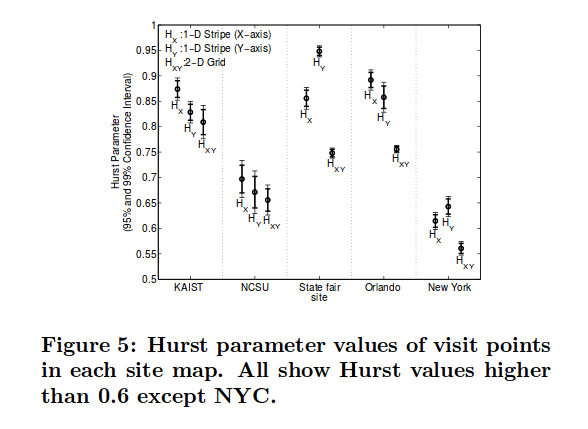 1
0.95
0.9
0.85
0.8
0.75
0.7
0.65
0.6
0.55
0.5
Hurst Parameter
(95% and 99% Confidence Interval)
H_X:1−D Stripe (X−axis)
H_Y:1−D Stripe (Y−axis)
H_XY:2−D Grid
H_X
H_Y
H_XY
H_X
H_Y
H_XY
H_X
H_Y
H_XY
H_X
H_Y
H_XY
H_X
H_Y
H_XY
KAIST
NCSU
State fair
site
Orlando
New York
Figure 5: Hurst parameter values of visit points
in each site map. All show Hurst values higher
than 0.6 except NYC.